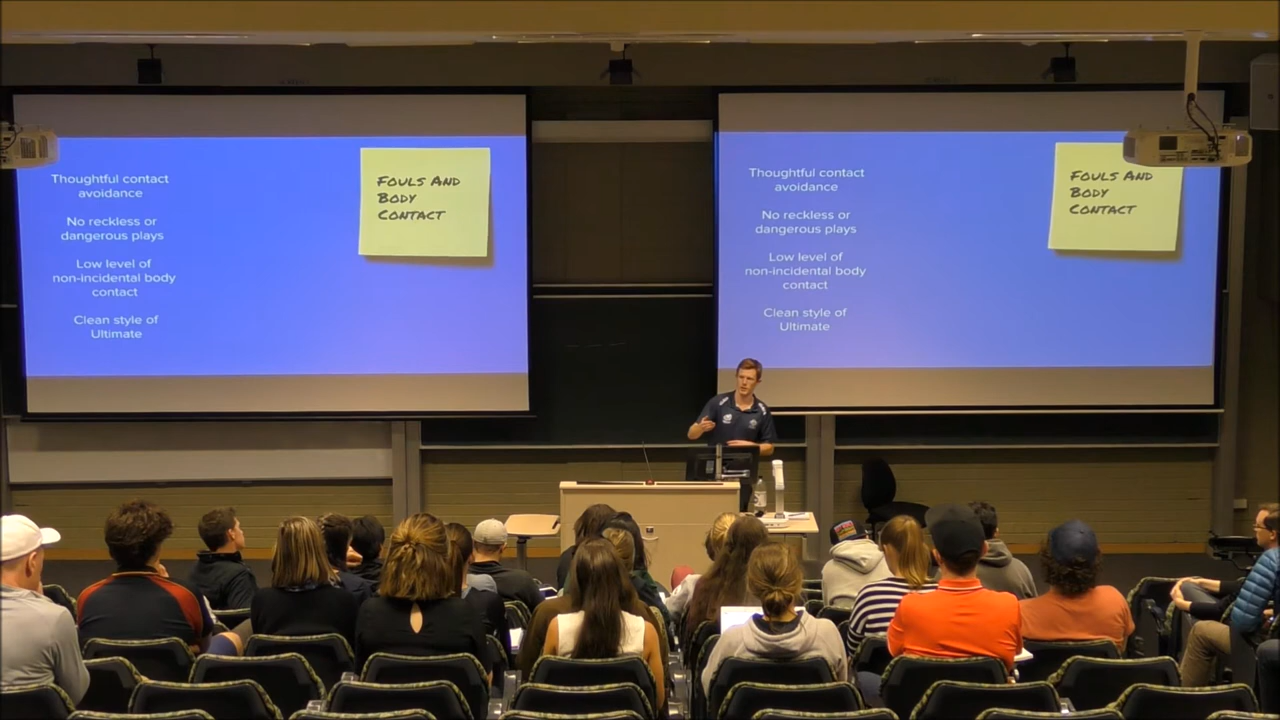 Thoughtful contact
avoidance
No reckless or
dangerous plays
Low level of
non-incidental body
contact
Clean style of
Ultimate
Fouls And
Body
Contact
Thoughtful contact
avoidance
No reckless or
dangerous plays
Low level of
non-incidental body
contact
Clean style of
Ultimate
Fouls And
Body
Contact